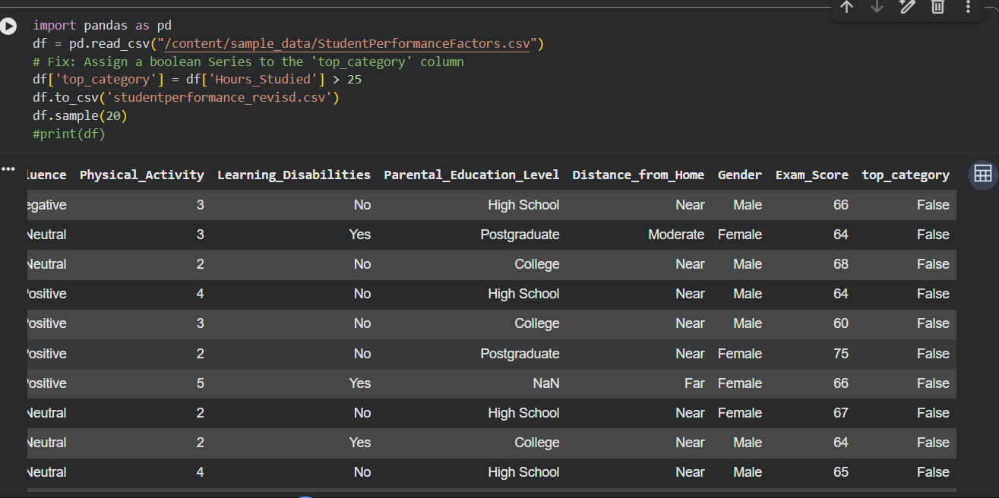 import pandas as pd
df = pd.read_csv("/content/sample_data/StudentPerformanceFactors.csv")
# Fix: Assign a boolean Series to the 'top_category' column
df['top_category'] = df['Hours_Studied'] > 25
df.to_csv('studentperformance_revisd.csv')
df.sample(20)
#print(df)
luence Physical_Activity Learning_Disabilities Parental_Education_Level Distance_from_Home Gender Exam_Score top_category
egative 3 No High School Near Male 66 False
Neutral 3 Yes Postgraduate Moderate Female 64 False
Neutral 2 No College Near Male 68 False
Positive 4 No High School Near Male 64 False
Positive 3 No College Near Male 60 False
Positive 2 No Postgraduate Near Female 75 False
Positive 5 Yes NaN Far Female 66 False
Neutral 2 No High School Near Female 67 False
Neutral 2 Yes College Near Male 64 False
Neutral 4 No High School Near Male 65 False